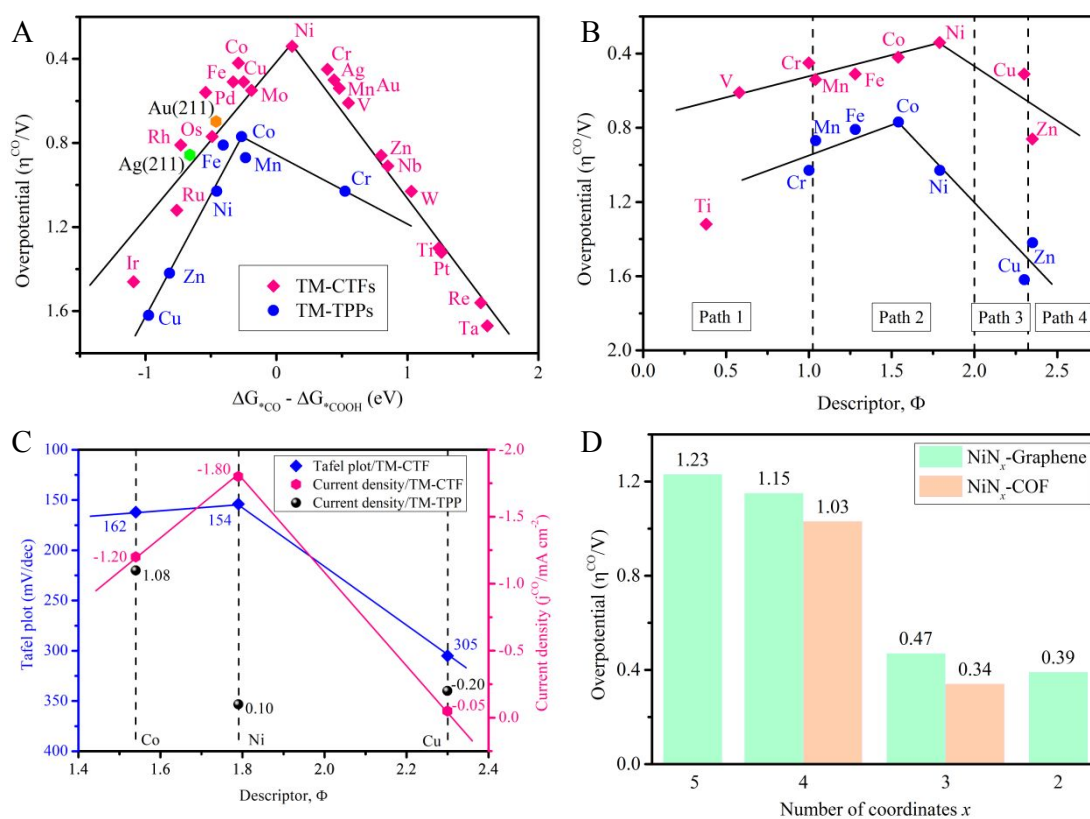 A
Overpotential (η^CO/V)
0.4
0.8
1.2
1.6
Ni
Co
Cu
Fe
Pd
Mo
Au(211)
Os
Rh
Ag(211)
Ru
Ir
Cr
Ag
Mn
Au
V
Zn
Nb
W
Ti
Pt
Re
Ta
Co
Fe
Mn
Ni
Cr
Zn
Cu
TM-CTFs
TM-TPPs
-1
0
1
2
ΔG*CO - ΔG*COOH (eV)
B
Overpotential (η^CO/V)
0.4
0.8
1.2
1.6
2.0
Ni
Co
Cr
Mn
Fe
Cu
V
Zn
Ti
Co
Fe
Mn
Cr
Ni
Zn
Cu
Path 1
Path 2
Path 3
Path 4
0.0
0.5
1.0
1.5
2.0
2.5
Descriptor, Φ
C
Tafel plot (mV/dec)
100
150
200
250
300
350
400
Tafel plot/TM-CTF
Current density/TM-CTF
Current density/TM-TPP
-1.80
162
154
-1.20
1.08
305
-0.20
-0.05
0.10
Co
Ni
Cu
-2.0
-1.5
-1.0
-0.5
0.0
Current density (j^CO/mA cm^-2)
1.4
1.6
1.8
2.0
2.2
2.4
Descriptor, Φ
D
Overpotential (η^CO/V)
1.2
0.8
0.4
0.0
NiNx-Graphene
NiNx-COF
1.23
1.15
1.03
0.47
0.34
0.39
5
4
3
2
Number of coordinates x